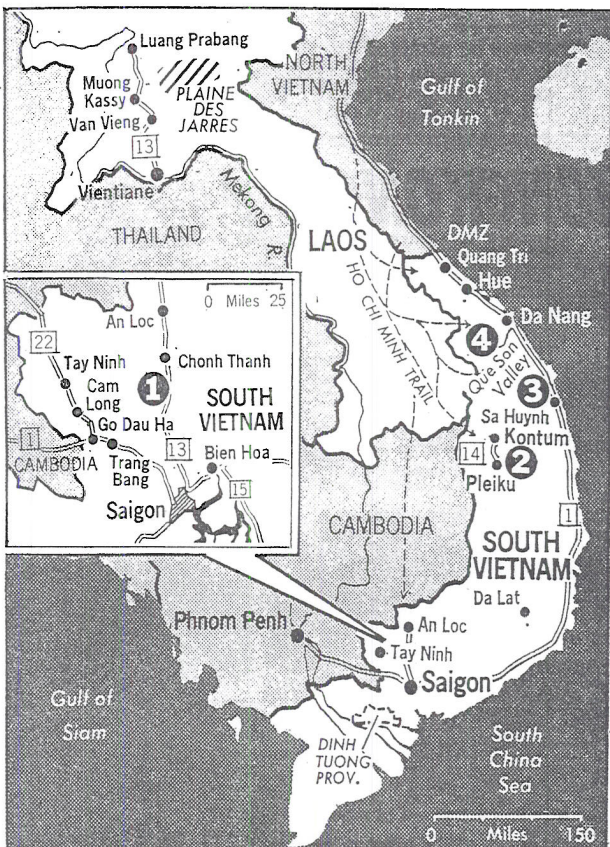 Luang Prabang
Muong
Kassy
Van Vieng
13
Vientiane
PLAINE
DES
JARRES
NORTH
VIETNAM
Gulf of
Tonkin
THAILAND
Mekong
R.
LAOS
HO CHI MINH TRAIL
DMZ
Quang Tri
Hue
Da Nang
4
Que Son
Valley
3
Sa Huynh
Kontum
14
2
Pleiku
1
0 Miles 25
An Loc
22
Tay Ninh
Chonh Thanh
Cam
Long
1
SOUTH
VIETNAM
Go Dau Ha
1
CAMBODIA
Trang
Bang
13
Bien Hoa
15
Saigon
CAMBODIA
SOUTH
VIETNAM
Da Lat
Phnom Penh
An Loc
Tay Ninh
Saigon
Gulf of
Siam
DINH
TUONG
PROV.
South
China
Sea
0 Miles 150